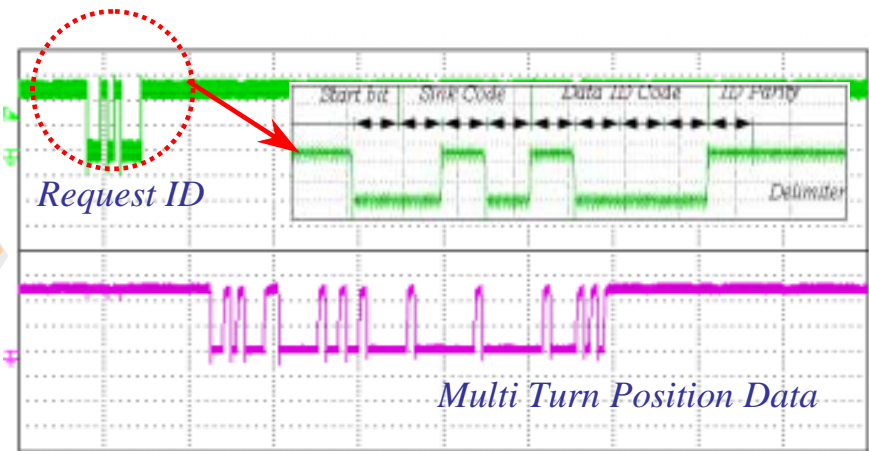 Start bit Sink Code Data ID Code ID Parity
Request ID
Delimiter
Multi Turn Position Data